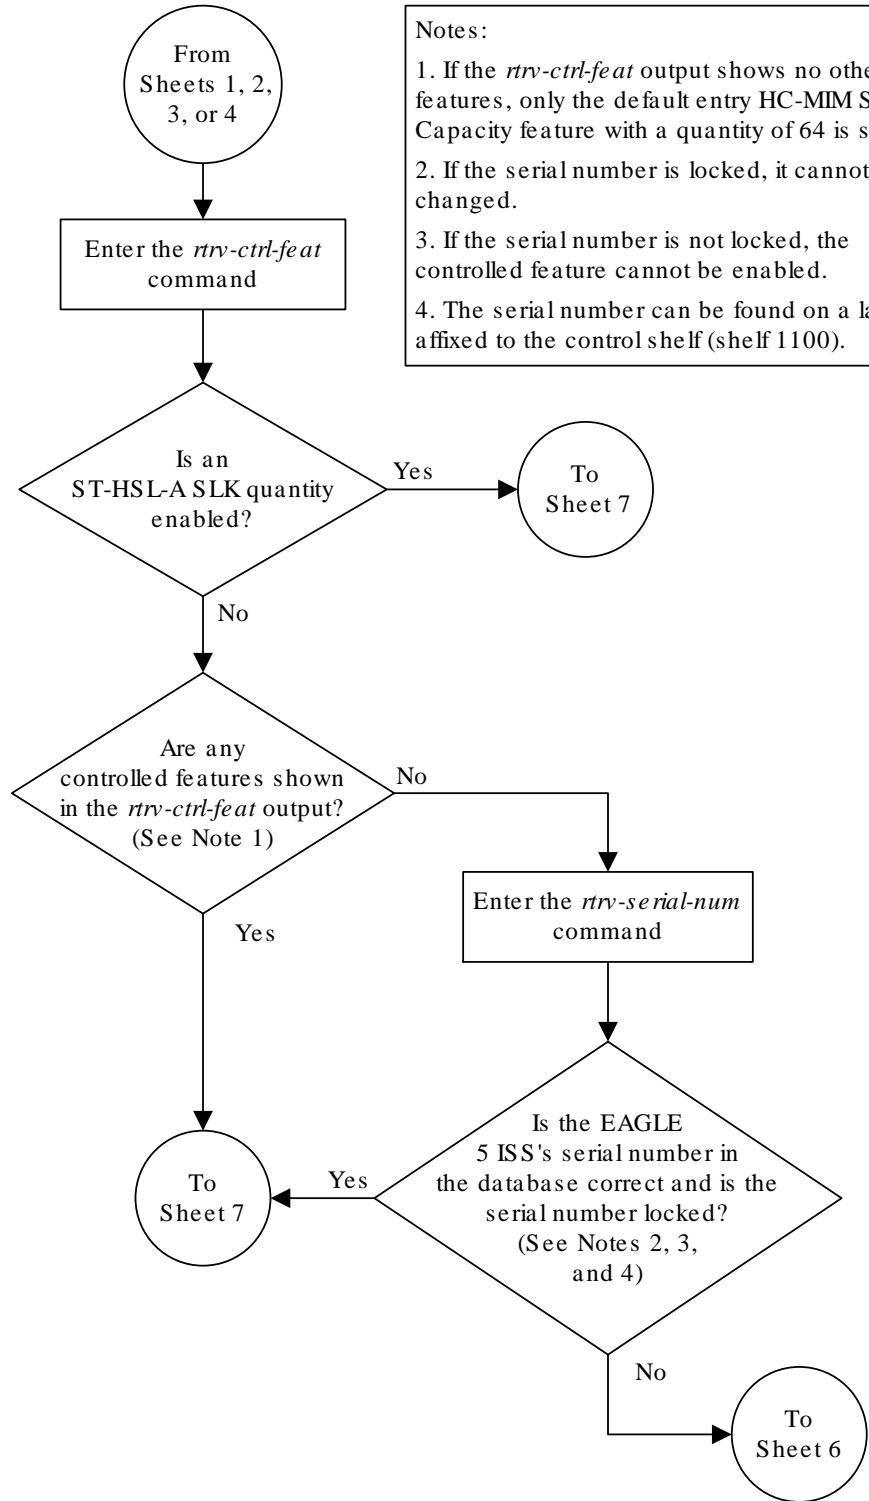 From
Sheets 1, 2,
3, or 4
Notes:
1. If the rtrv-ctrl-feat output shows no
features, only the default entry HC-MIM
Capacity feature with a quantity of 64 is
2. If the serial number is locked, it cannot
changed.
3. If the serial number is not locked, the
controlled feature cannot be enabled.
4. The serial number can be found on a
affixed to the control shelf (shelf 1100).
Enter the rtrv-ctrl-feat
command
Is an
ST-HSL-A SLK quantity
enabled?
Yes
To
Sheet 7
No
Are any
controlled features shown
in the rtrv-ctrl-feat output?
(See Note 1)
No
Yes
Enter the rtrv-serial-num
command
Is the EAGLE
5 ISS's serial number in
the database correct and is the
serial number locked?
(See Notes 2, 3,
and 4)
Yes
To
Sheet 7
No
To
Sheet 6